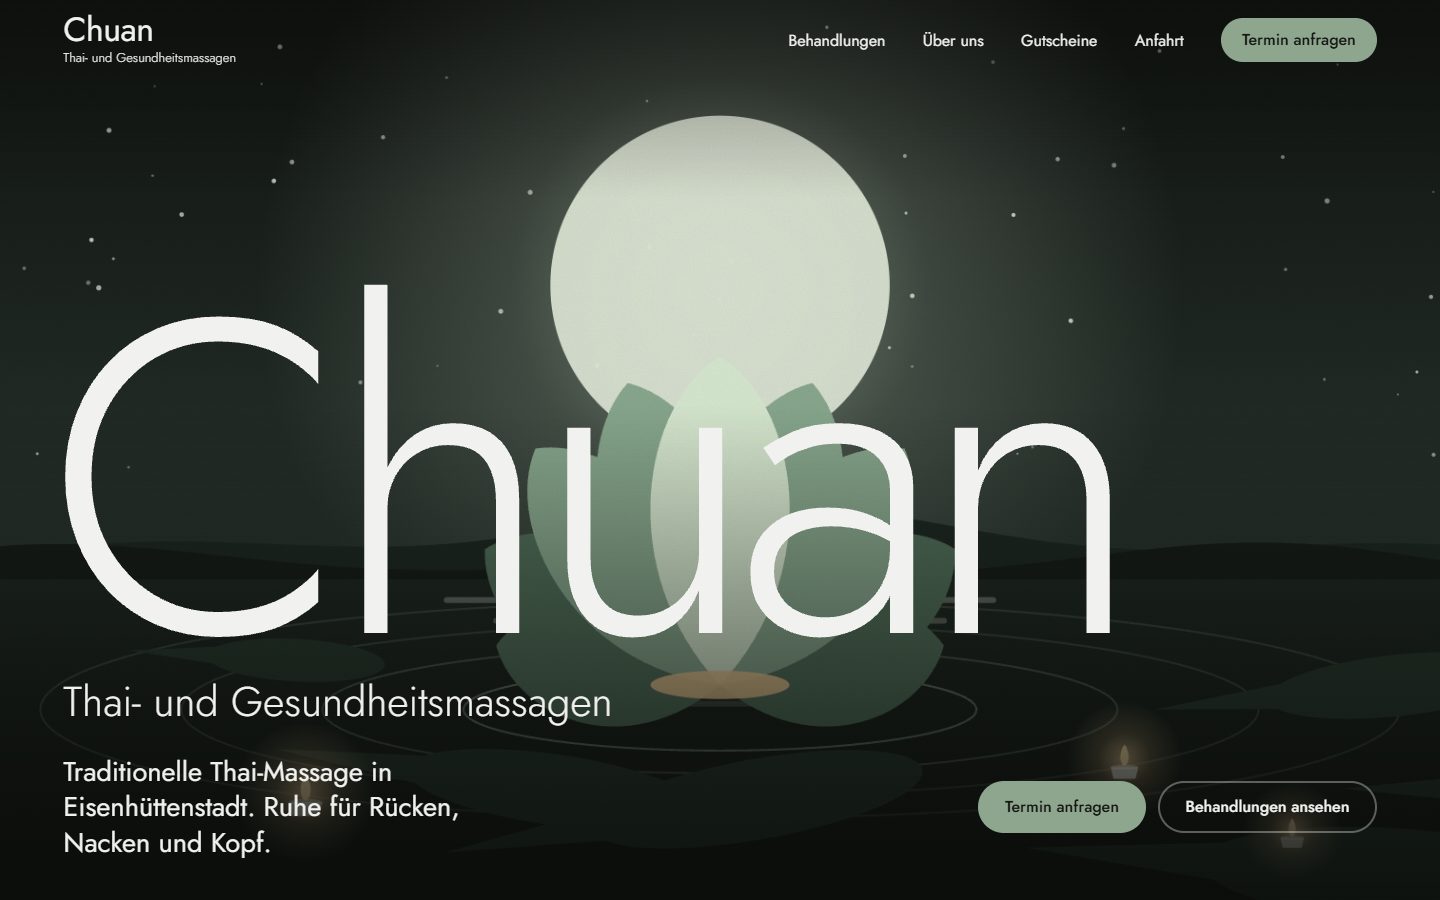 Chuan
Thai- und Gesundheitsmassagen
Behandlungen
Über uns
Gutscheine
Anfahrt
Termin anfragen
Chuan
Thai- und Gesundheitsmassagen
Traditionelle Thai-Massage in
Eisenhüttenstadt. Ruhe für Rücken,
Nacken und Kopf.
Termin anfragen
Behandlungen ansehen